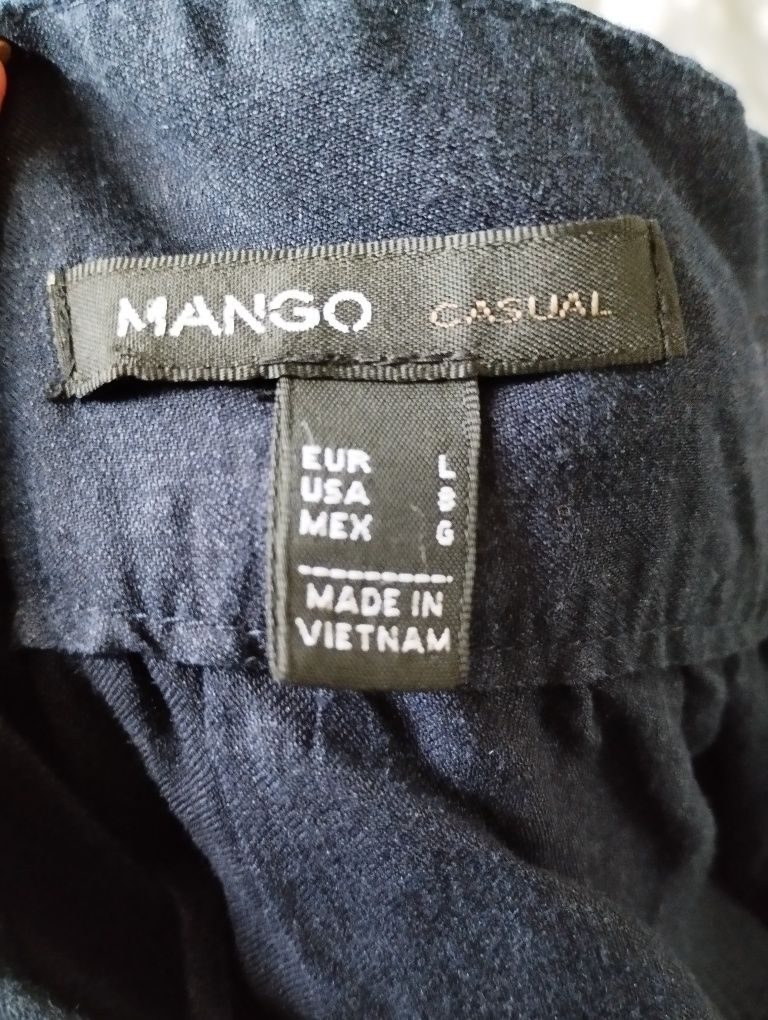 MANGO CASUAL
EUR L
USA 8
MEX G
MADE IN
VIETNAM